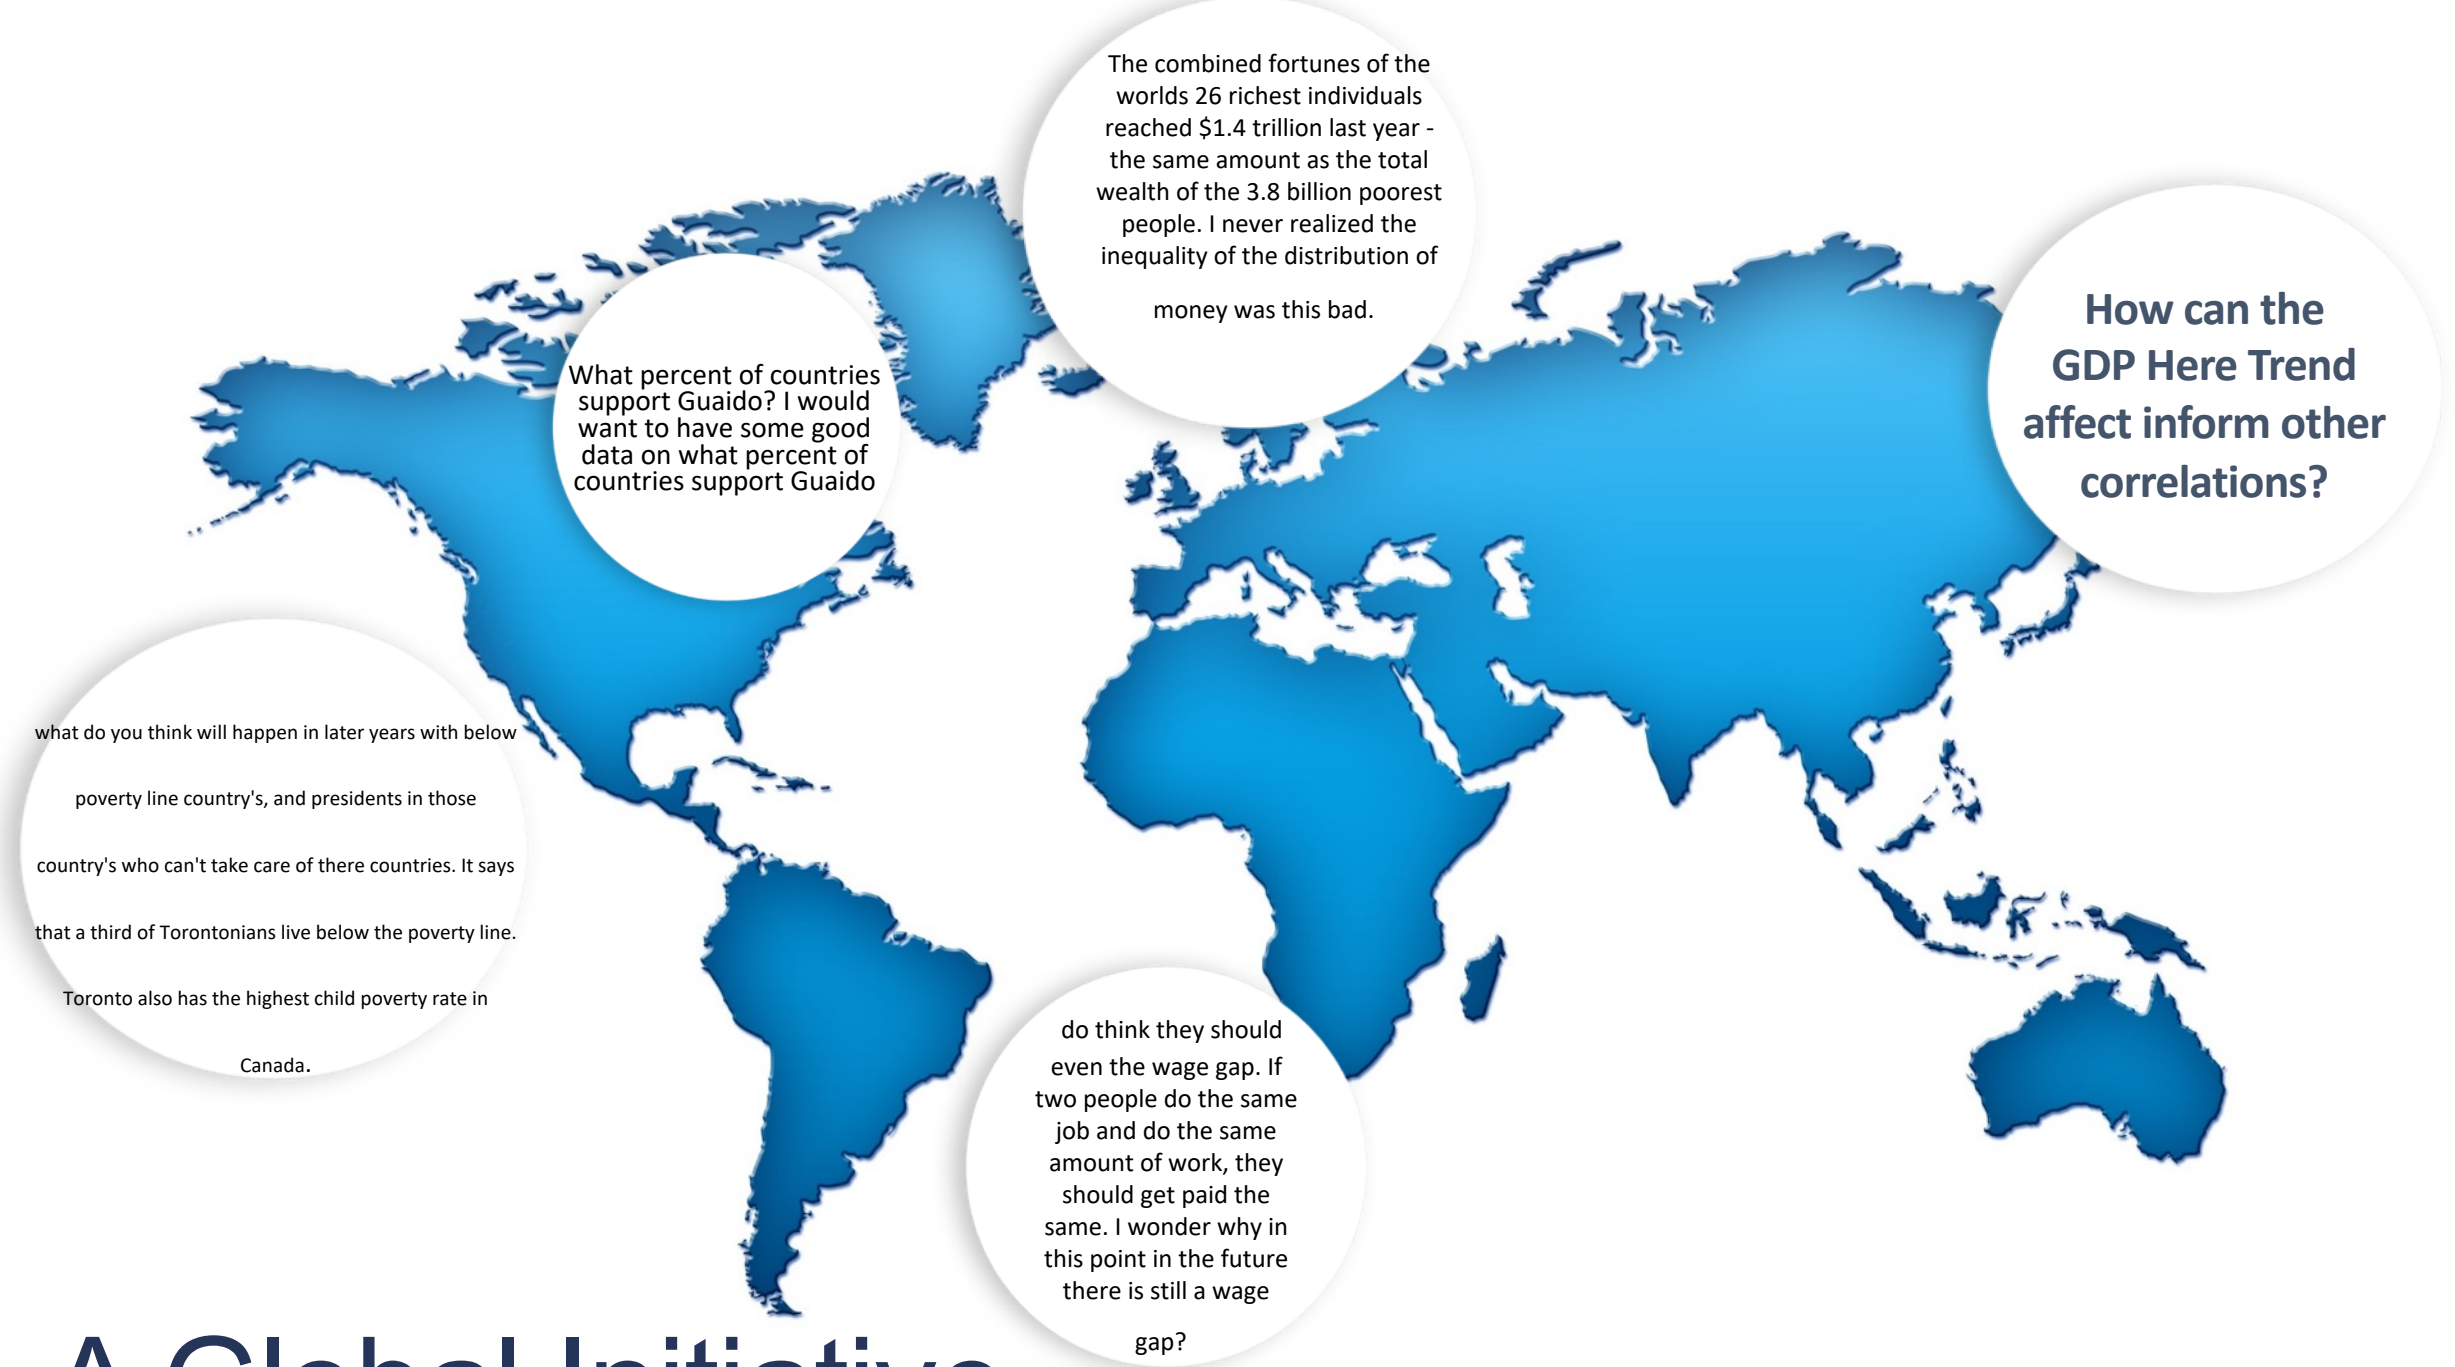 The combined fortunes of the
worlds 26 richest individuals
reached $1.4 trillion last year -
the same amount as the total
wealth of the 3.8 billion poorest
people. I never realized the
inequality of the distribution of
money was this bad.
How can the
GDP Here Trend
affect inform other
correlations?
What percent of countries
support Guaido? I would
want to have some good
data on what percent of
countries support Guaido
what do you think will happen in later years with below
poverty line country's, and presidents in those
country's who can't take care of there countries. It says
that a third of Torontonians live below the poverty line.
Toronto also has the highest child poverty rate in
Canada.
do think they should
even the wage gap. If
two people do the same
job and do the same
amount of work, they
should get paid the
same. I wonder why in
this point in the future
there is still a wage
gap?
A Global Initiative